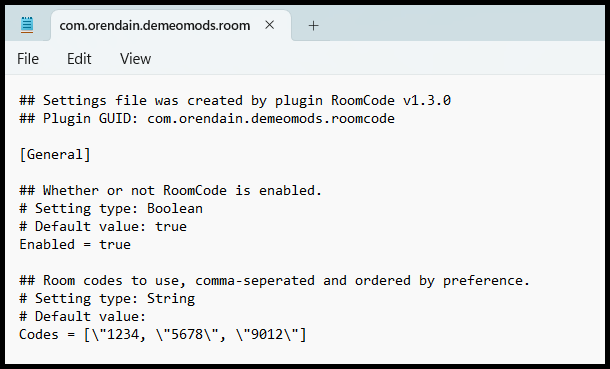 com.orendain.demeomods.room
File Edit View
## Settings file was created by plugin RoomCode v1.3.0
## Plugin GUID: com.orendain.demeomods.roomcode
[General]
## Whether or not RoomCode is enabled.
# Setting type: Boolean
# Default value: true
Enabled = true
## Room codes to use, comma-seperated and ordered by preference.
# Setting type: String
# Default value:
Codes = [\"1234, \"5678\", \"9012\"]